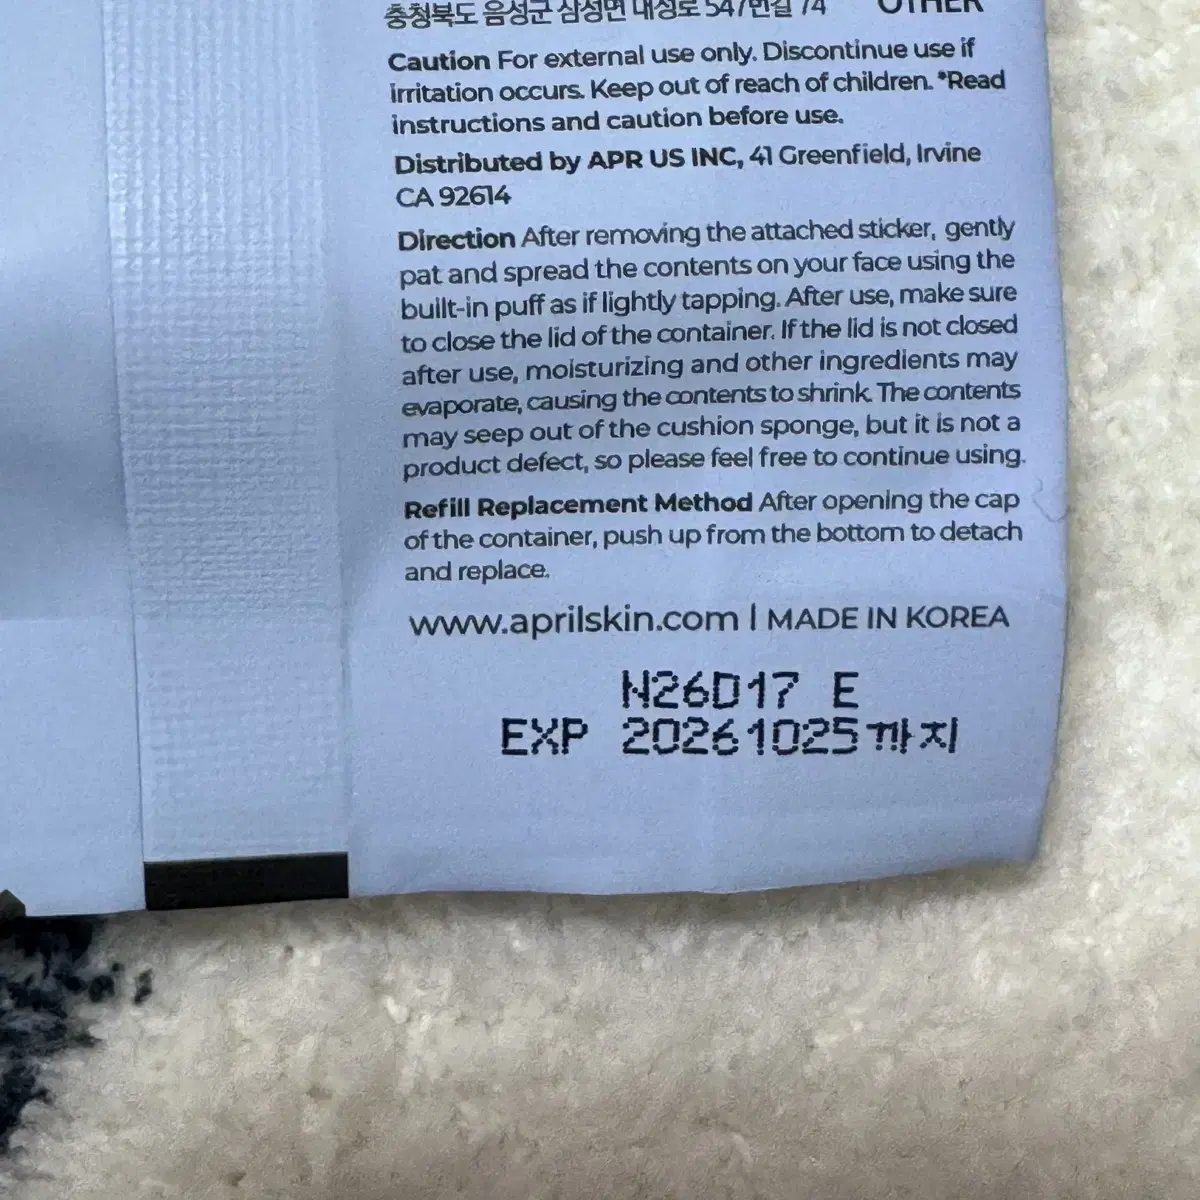 충청북도 음성군 삼성면 대성로 547번길 74
OTHER
Caution For external use only. Discontinue use if
irritation occurs. Keep out of reach of children. *Read
instructions and caution before use.
Distributed by APR US INC, 41 Greenfield, Irvine
CA 92614
Direction After removing the attached sticker, gently
pat and spread the contents on your face using the
built-in puff as if lightly tapping. After use, make sure
to close the lid of the container. If the lid is not closed
after use, moisturizing and other ingredients may
evaporate, causing the contents to shrink. The contents
may seep out of the cushion sponge, but it is not a
product defect, so please feel free to continue using.
Refill Replacement Method After opening the cap
of the container, push up from the bottom to detach
and replace.
www.aprilskin.com | MADE IN KOREA
N26D17 E
EXP 20261025까지